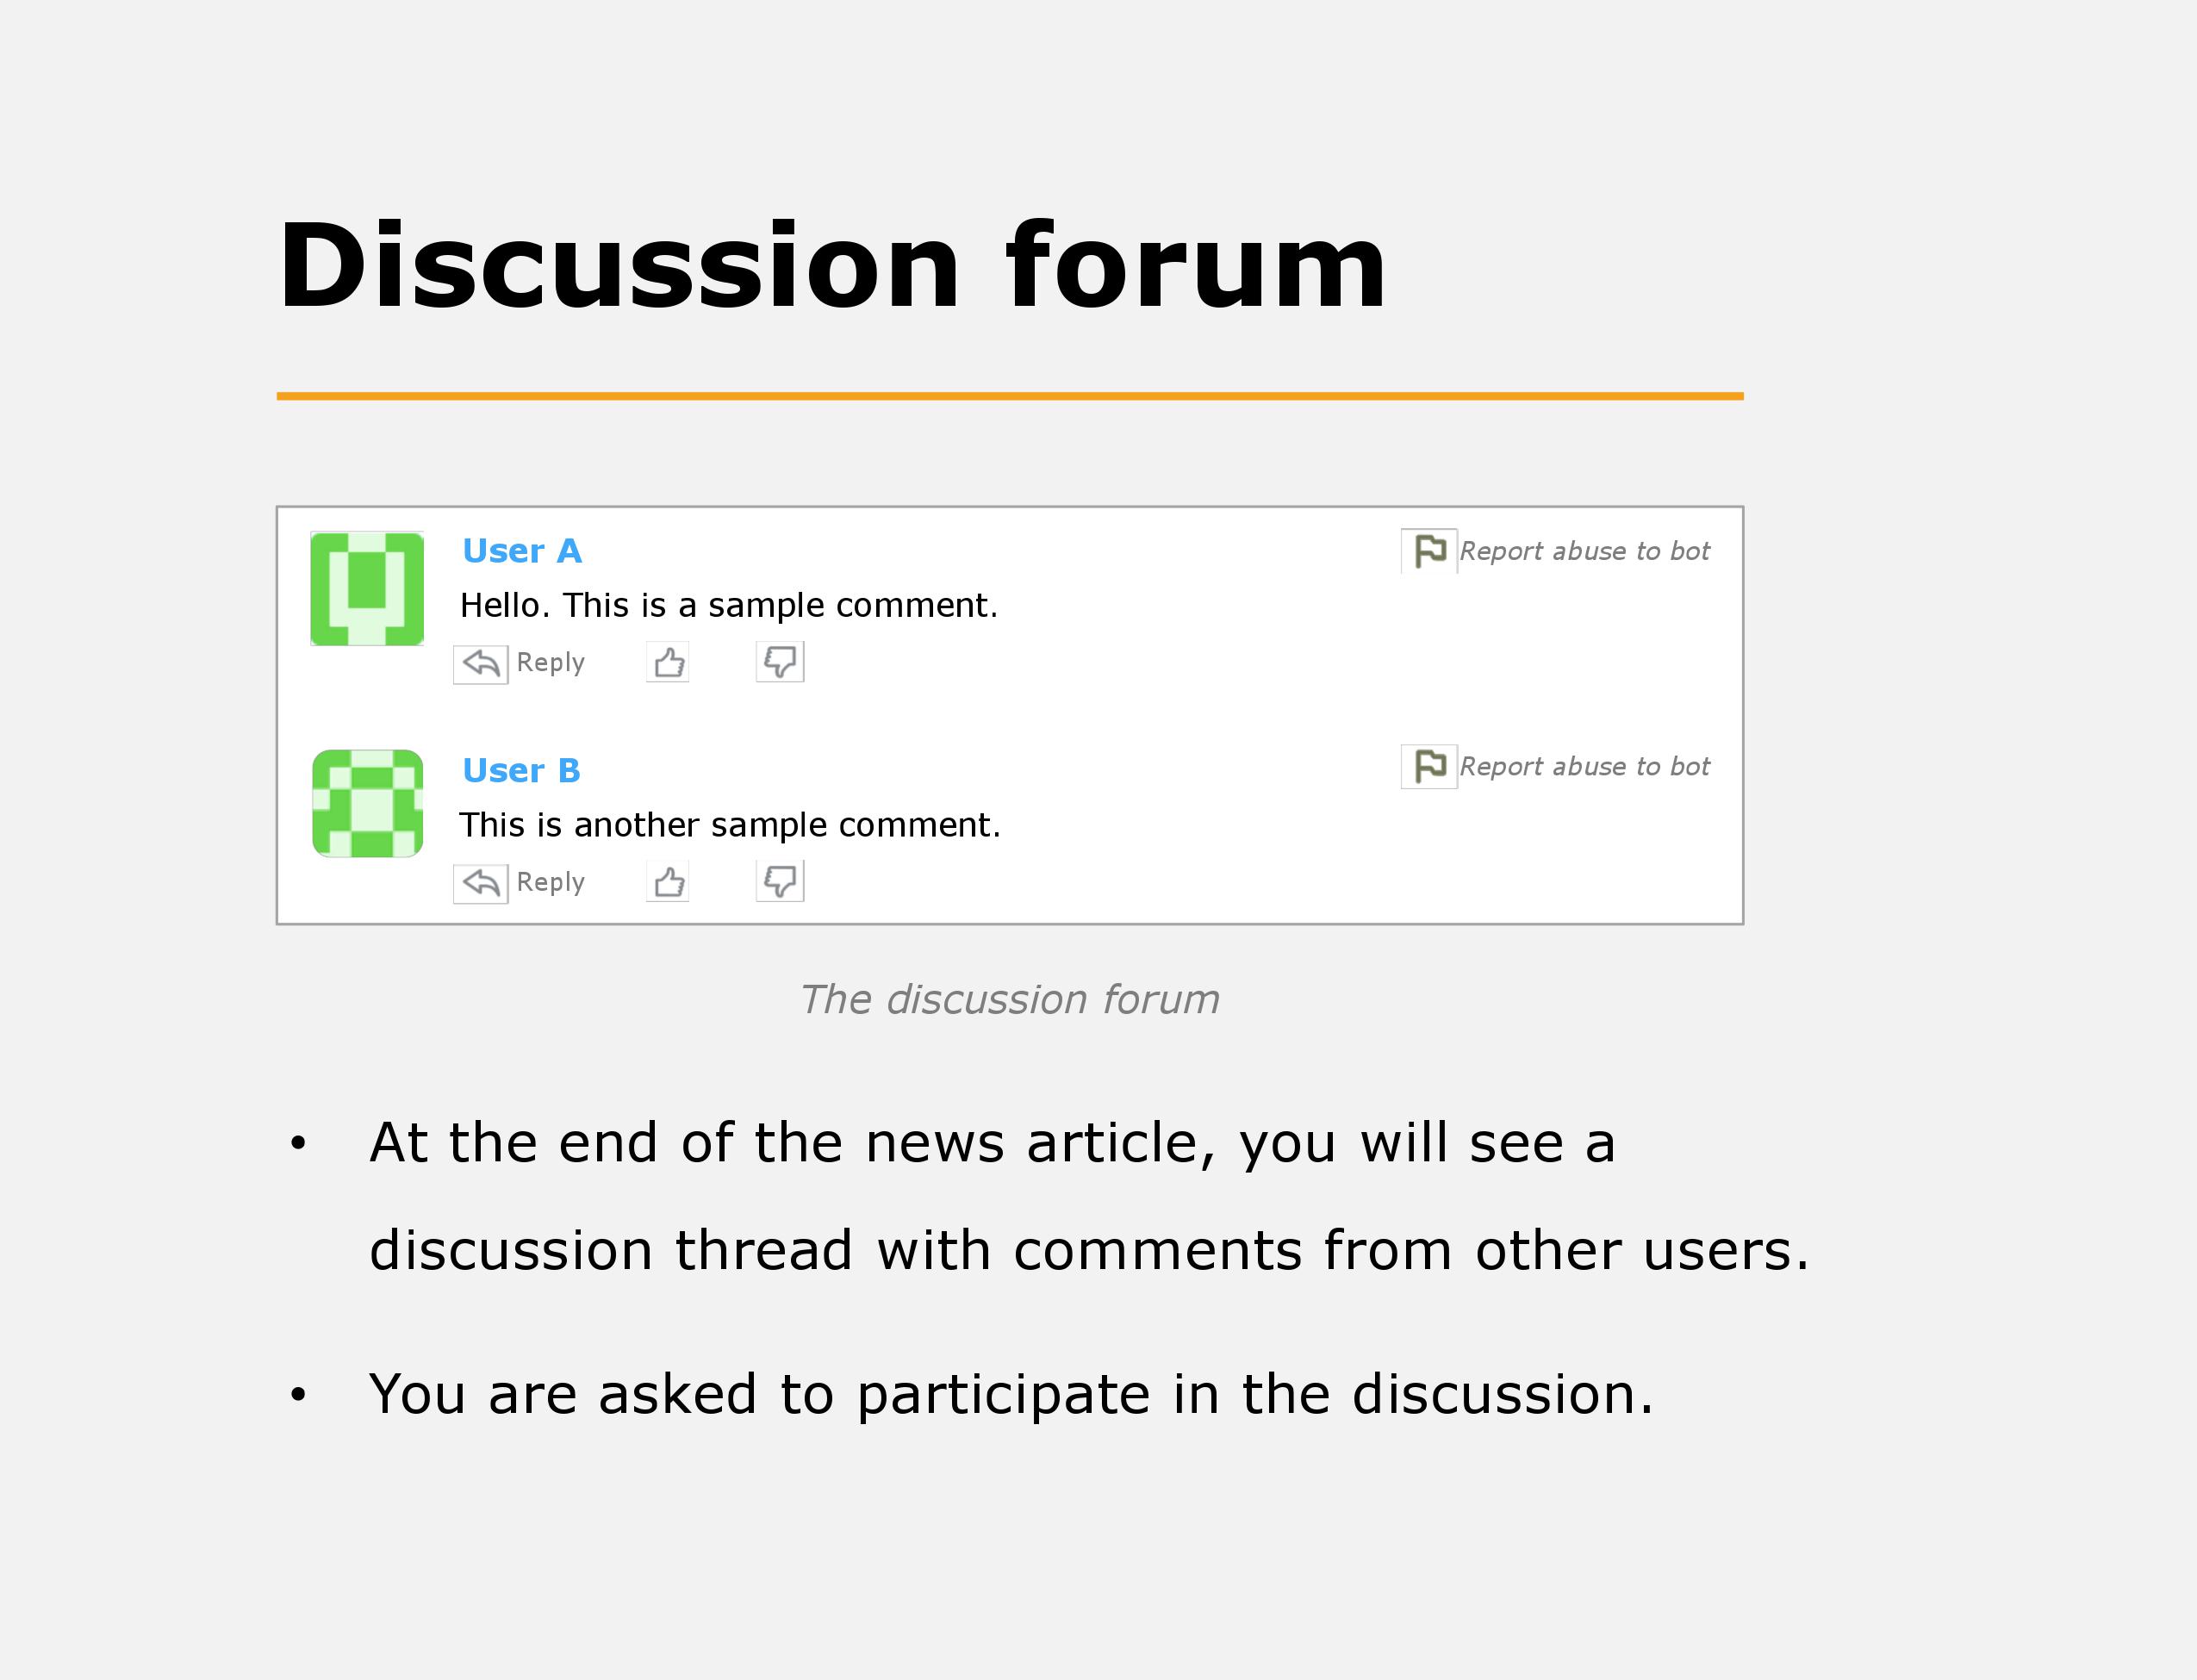 Discussion forum
User A
Report abuse to bot
Hello. This is a sample comment.
Reply
User B
Report abuse to bot
This is another sample comment.
Reply
The discussion forum
• At the end of the news article, you will see a
discussion thread with comments from other users.
• You are asked to participate in the discussion.